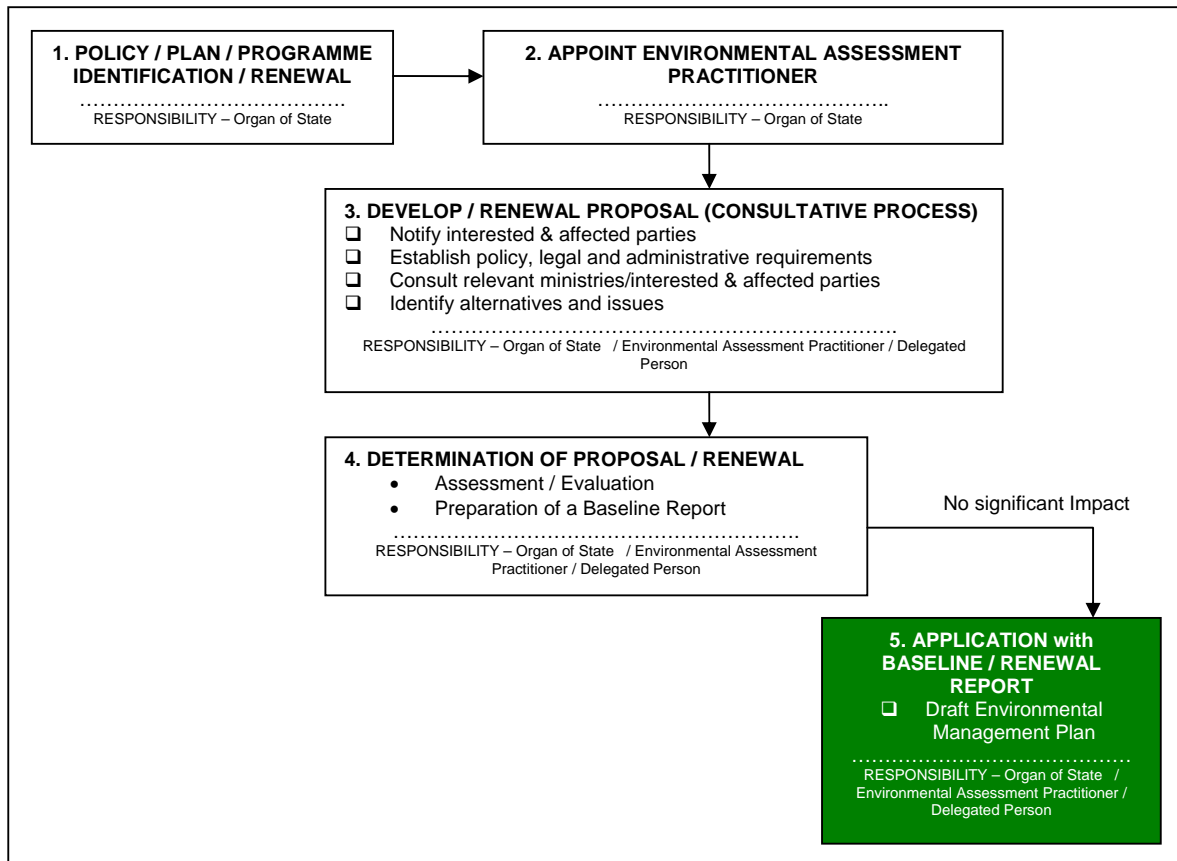 1. POLICY / PLAN / PROGRAMME
IDENTIFICATION / RENEWAL
………………………………….
RESPONSIBILITY – Organ of State
2. APPOINT ENVIRONMENTAL ASSESSMENT
PRACTITIONER
……………………………………..
RESPONSIBILITY – Organ of State
3. DEVELOP / RENEWAL PROPOSAL (CONSULTATIVE PROCESS)
❑ Notify interested & affected parties
❑ Establish policy, legal and administrative requirements
❑ Consult relevant ministries/interested & affected parties
❑ Identify alternatives and issues
…………………………………………………………….
RESPONSIBILITY – Organ of State / Environmental Assessment Practitioner / Delegated
Person
4. DETERMINATION OF PROPOSAL / RENEWAL
• Assessment / Evaluation
• Preparation of a Baseline Report
……………………………………………………….
RESPONSIBILITY – Organ of State / Environmental Assessment
Practitioner / Delegated Person
No significant Impact
5. APPLICATION with
BASELINE / RENEWAL
REPORT
❑ Draft Environmental
Management Plan
……………………………………
RESPONSIBILITY – Organ of State /
Environmental Assessment Practitioner /
Delegated Person